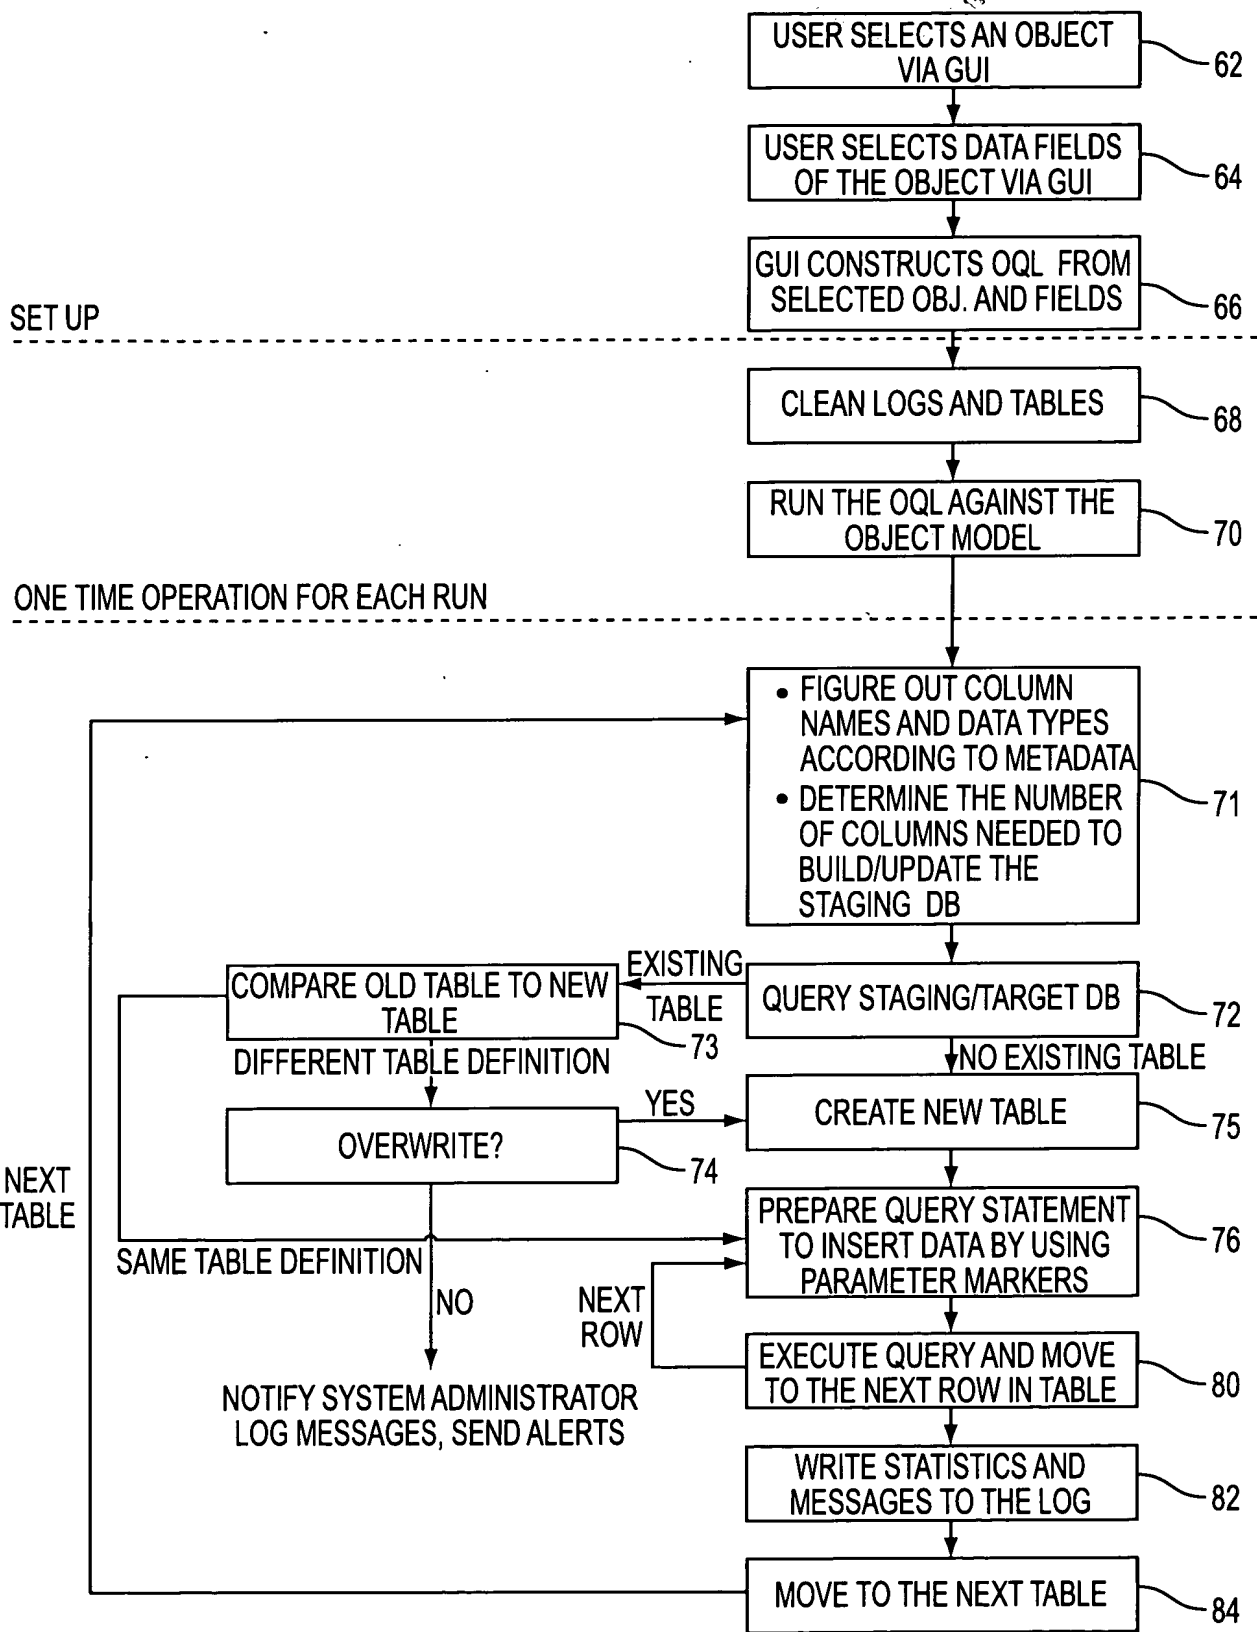 USER SELECTS AN OBJECT
VIA GUI
62
USER SELECTS DATA FIELDS
OF THE OBJECT VIA GUI
64
GUI CONSTRUCTS OQL FROM
SELECTED OBJ. AND FIELDS
66
SET UP
CLEAN LOGS AND TABLES
68
RUN THE OQL AGAINST THE
OBJECT MODEL
70
ONE TIME OPERATION FOR EACH RUN
• FIGURE OUT COLUMN
NAMES AND DATA TYPES
ACCORDING TO METADATA
• DETERMINE THE NUMBER
OF COLUMNS NEEDED TO
BUILD/UPDATE THE
STAGING DB
71
EXISTING
TABLE
COMPARE OLD TABLE TO NEW
TABLE
73
QUERY STAGING/TARGET DB
72
DIFFERENT TABLE DEFINITION
NO EXISTING TABLE
OVERWRITE?
74
YES
CREATE NEW TABLE
75
NEXT
TABLE
PREPARE QUERY STATEMENT
TO INSERT DATA BY USING
PARAMETER MARKERS
76
SAME TABLE DEFINITION
NO
NEXT
ROW
EXECUTE QUERY AND MOVE
TO THE NEXT ROW IN TABLE
80
NOTIFY SYSTEM ADMINISTRATOR
LOG MESSAGES, SEND ALERTS
WRITE STATISTICS AND
MESSAGES TO THE LOG
82
MOVE TO THE NEXT TABLE
84